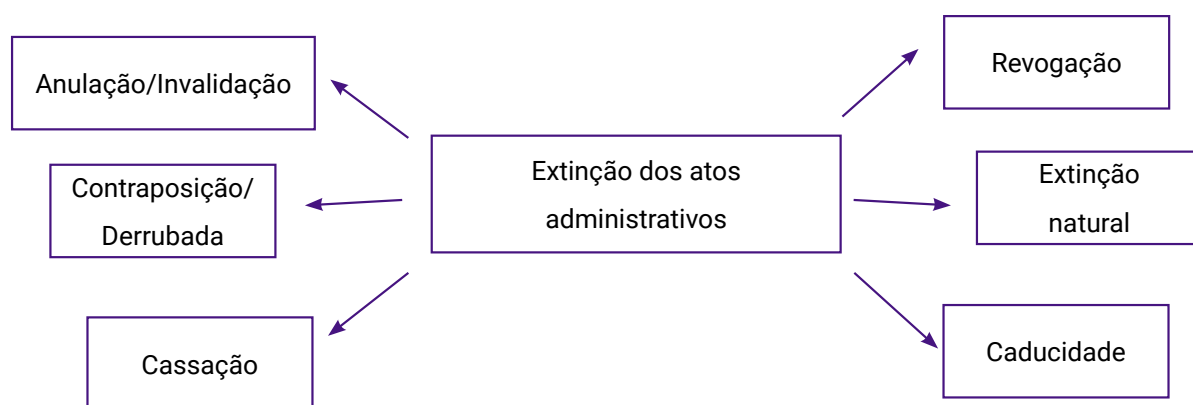 Anulação/Invalidação
Revogação
Extinção dos atos
administrativos
Contraposição/
Derrubada
Extinção
natural
Cassação
Caducidade